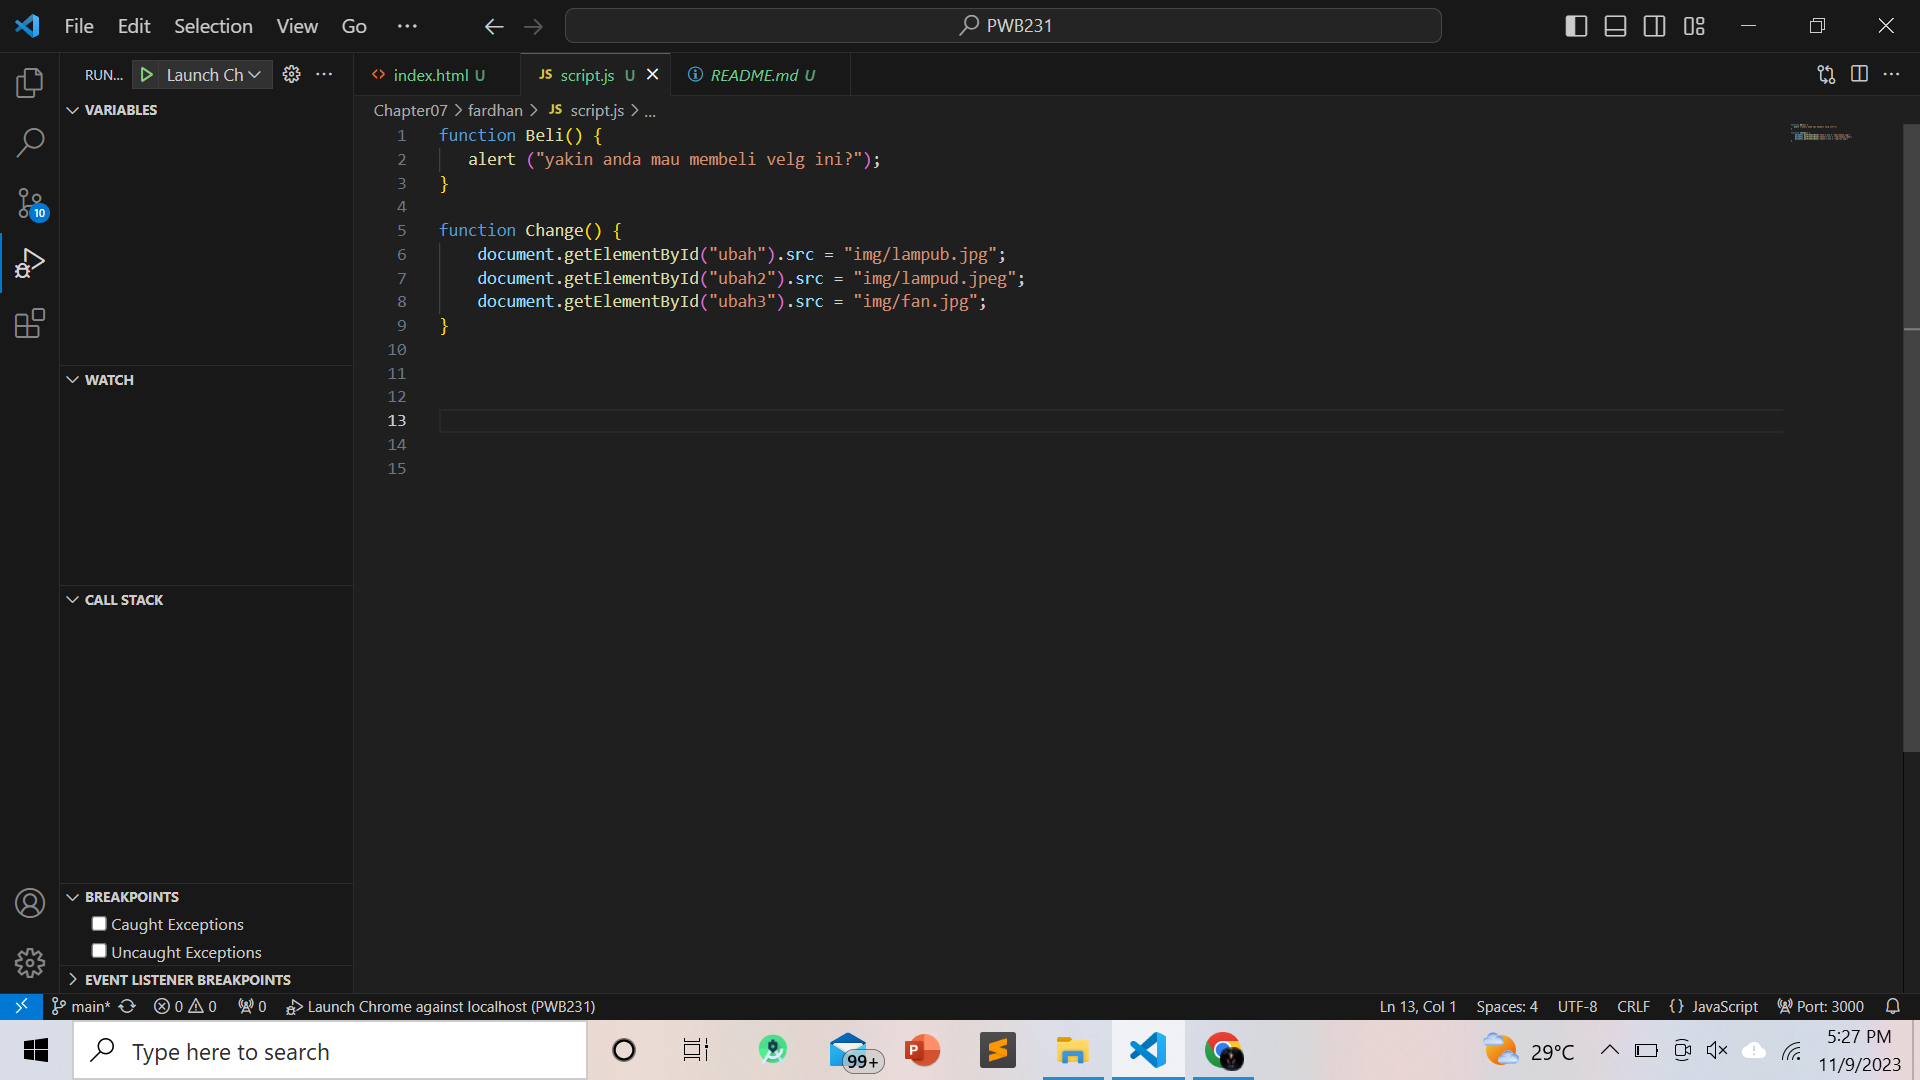 File Edit Selection View Go ···
PWB231
RUN... Launch Ch
index.html U
JS script.js U
README.md U
Chapter07 > fardhan > JS script.js > ...
VARIABLES
WATCH
CALL STACK
BREAKPOINTS
Caught Exceptions
Uncaught Exceptions
EVENT LISTENER BREAKPOINTS
10
1 function Beli() {
2 alert ("yakin anda mau membeli velg ini?");
3 }
4
5 function Change() {
6 document.getElementById("ubah").src = "img/lampub.jpg";
7 document.getElementById("ubah2").src = "img/lampud.jpeg";
8 document.getElementById("ubah3").src = "img/fan.jpg";
9 }
10
11
12
13
14
15
main* 0 0 0 Launch Chrome against localhost (PWB231) Ln 13, Col 1 Spaces: 4 UTF-8 CRLF {} JavaScript Port: 3000
Type here to search
99+
29°C
5:27 PM
11/9/2023